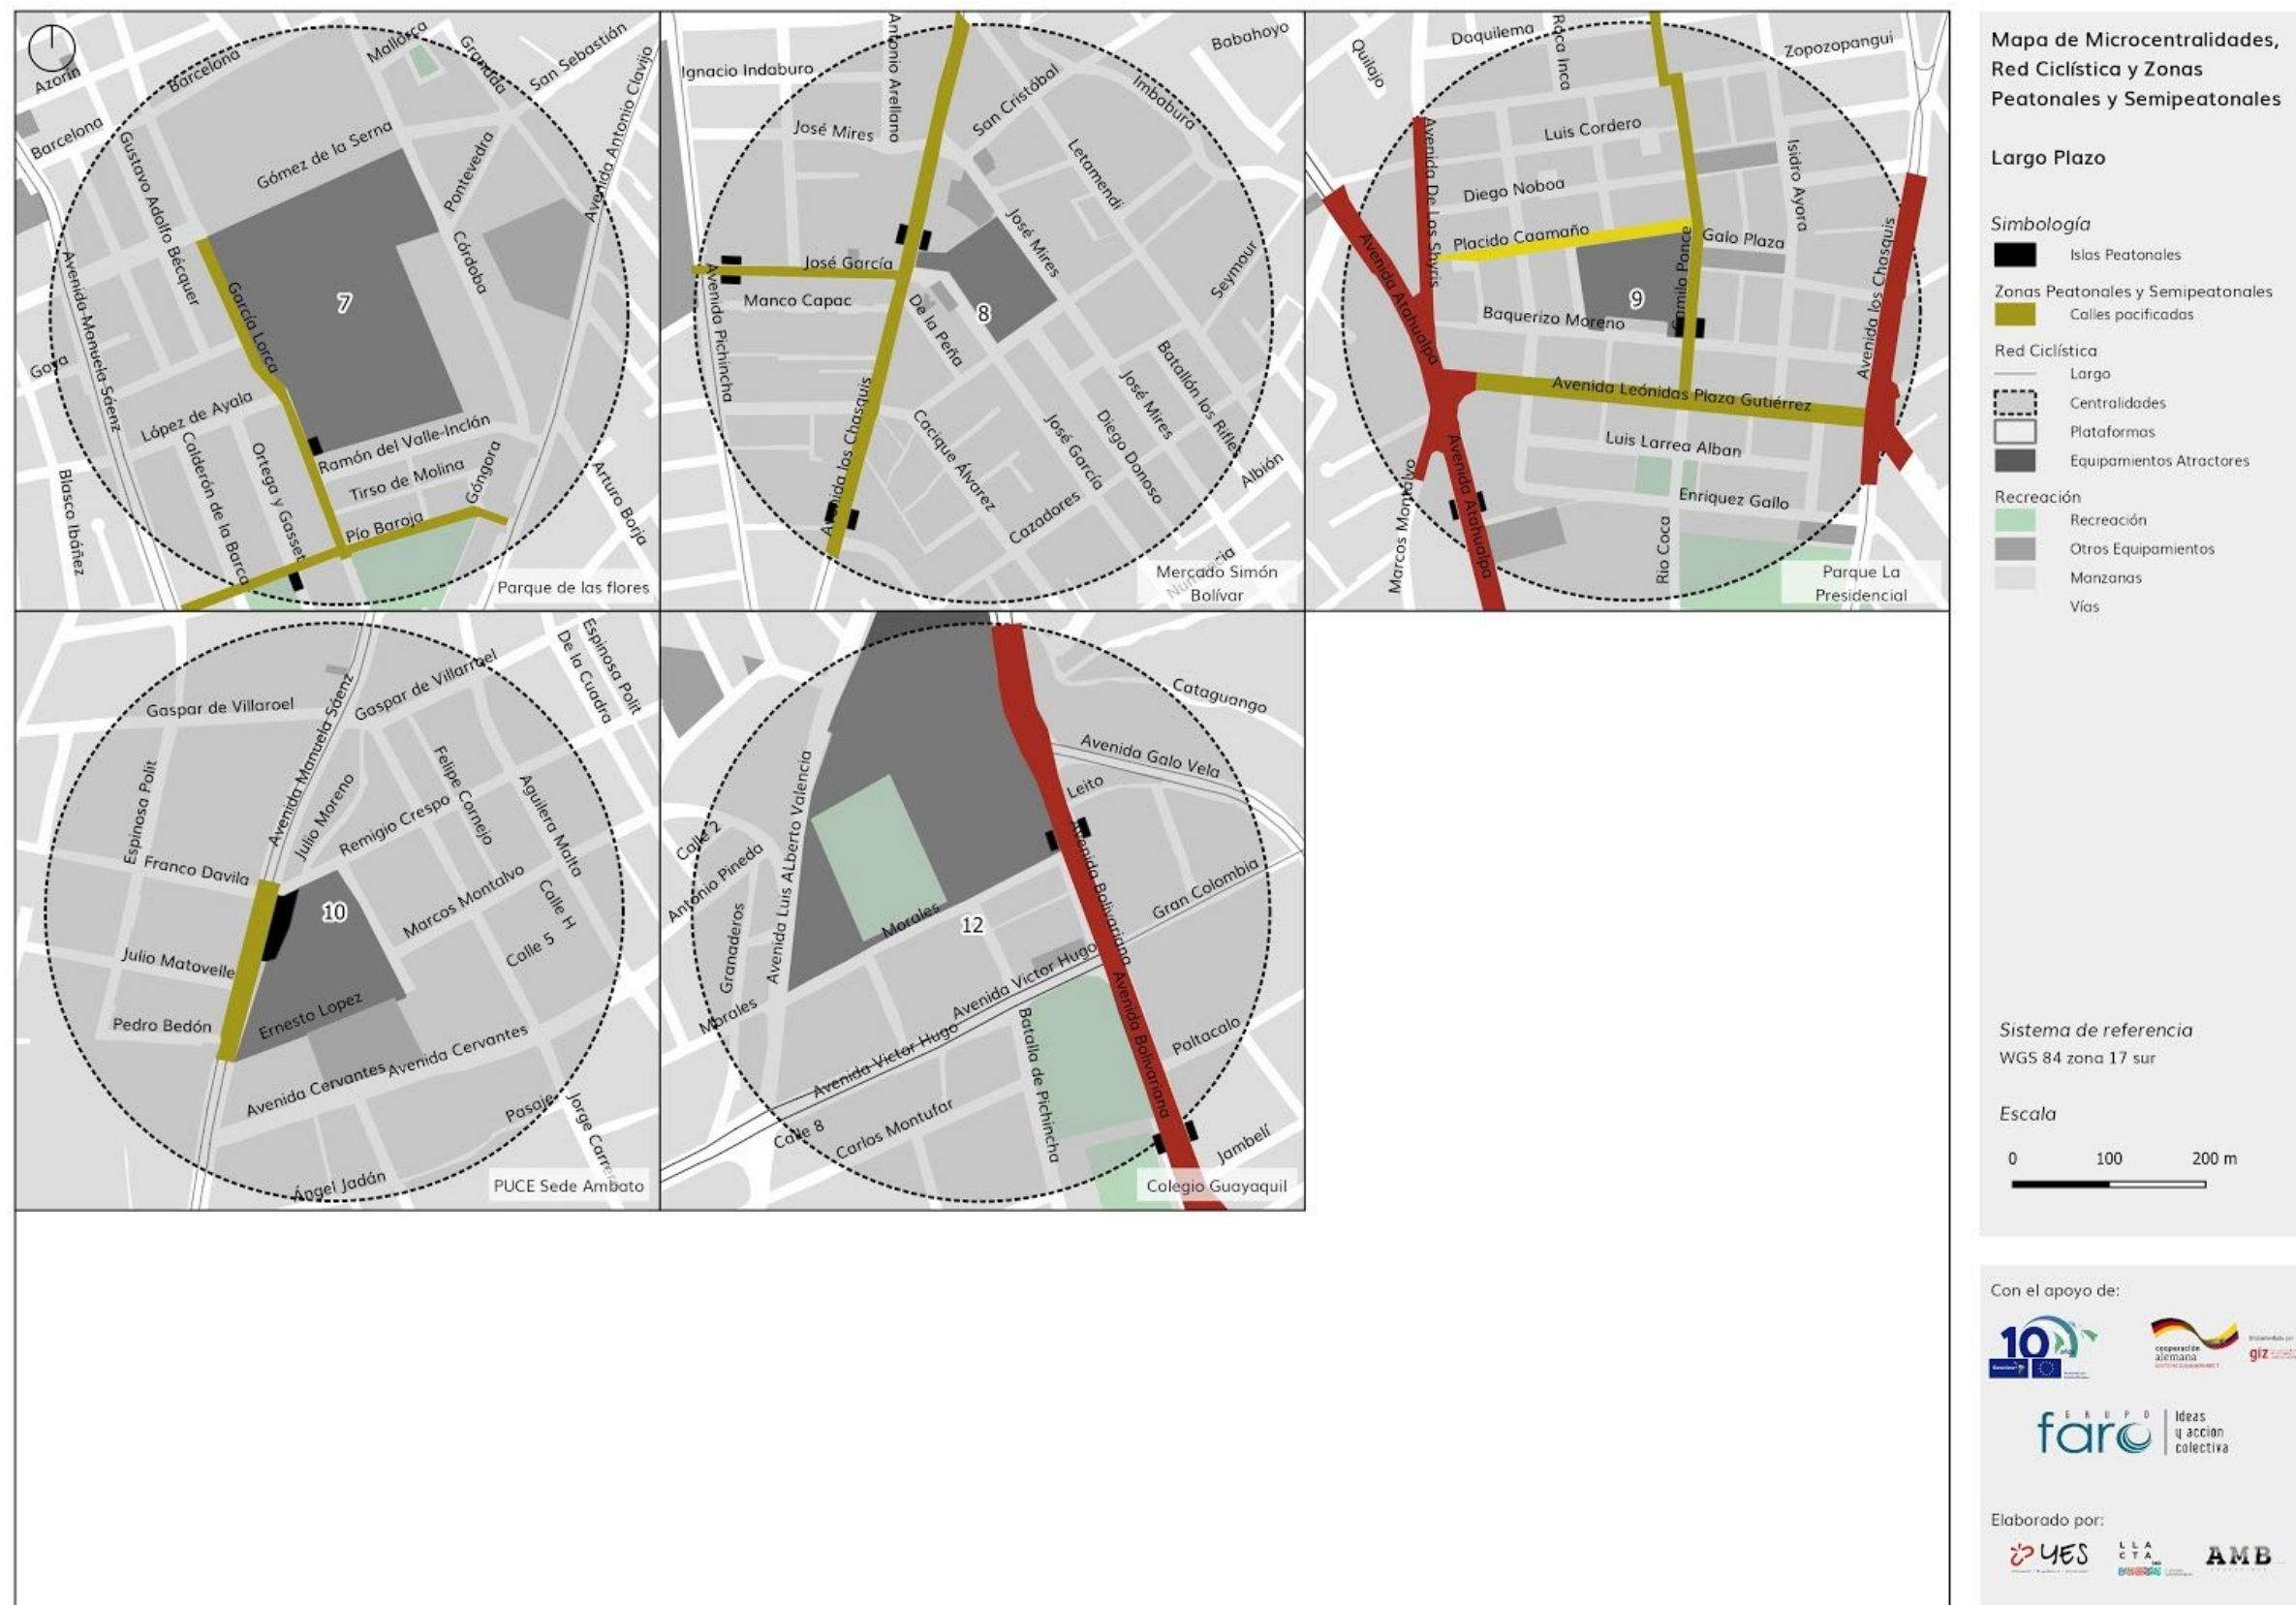 Azorín
Barcelona
Mallorca
Granada
San Sebastián
Avenida Antonio Clavijo
Barcelona
Gustavo Adolfo Bécquer
Gómez de la Serna
Pontevedra
Córdoba
Avenida Manuela Sáenz
García Lorca
7
Goya
López de Ayala
Calderón de la Barca
Ortega y Gasset
Ramón del Valle-Inclán
Tirso de Molina
Góngora
Pío Baroja
Blasco Ibáñez
Arturo Borja
Parque de las flores
Ignacio Indaburo
Antonio Arellano
Babahoyo
San Cristóbal
Imbabura
José Mires
Letamendi
José Mires
José García
Seymour
Avenida Pichincha
Manco Capac
8
De la Peña
Avenida los Chasquis
Batallón los Rifles
José Mires
Diego Donoso
José García
Cacique Álvarez
Cazadores
Albión
Numancia
Mercado Simón
Bolívar
Quilajo
Daquilema
Roca Inca
Zopozopangui
Luis Cordero
Isidro Ayora
Avenida De Los Shyris
Diego Noboa
Placido Caamaño
Galo Plaza
Avenida Atahualpa
Camilo Ponce
Avenida los Chasquis
9
Baquerizo Moreno
Avenida Leónidas Plaza Gutiérrez
Luis Larrea Alban
Enriquez Gallo
Marcos Montalvo
Avenida Atahualpa
Rio Coca
Parque La
Presidencial
Gaspar de Villaroel
Gaspar de Villarroel
Espinosa Polit
De la Cuadra
Avenida Manuela Sáenz
Espinosa Polit
Julio Moreno
Felipe Cornejo
Remigio Crespo
Aguilera Malta
Franco Davila
10
Marcos Montalvo
Calle H
Calle 5
Julio Matovelle
Pedro Bedón
Ernesto Lopez
Avenida Cervantes
Avenida Cervantes
Pasaje
Ángel Jadán
PUCE Sede Ambato
Cataguango
Avenida Galo Vela
Leito
Avenida Luis ALberto Valencia
Calle 2
Antonio Pineda
Granaderos
Morales
12
Avenida Bolivariana
Gran Colombia
Avenida Victor Hugo
Morales
Avenida Victor Hugo
Batalla de Pichincha
Avenida Bolivariana
Paltacalo
Calle 8
Carlos Montufar
Jambelí
Colegio Guayaquil
Mapa de Microcentralidades,
Red Ciclística y Zonas
Peatonales y Semipeatonales
Largo Plazo
Simbología
Islas Peatonales
Zonas Peatonales y Semipeatonales
Calles pacificadas
Red Ciclística
Largo
Centralidades
Plataformas
Equipamientos Atractores
Recreación
Recreación
Otros Equipamientos
Manzanas
Vías
Sistema de referencia
WGS 84 zona 17 sur
Escala
0 100 200 m
Con el apoyo de:
10 años
cooperación
alemana
giz
GRUPO
faro
Ideas
y acción
colectiva
Elaborado por:
YES
LLA
CTA
AMB